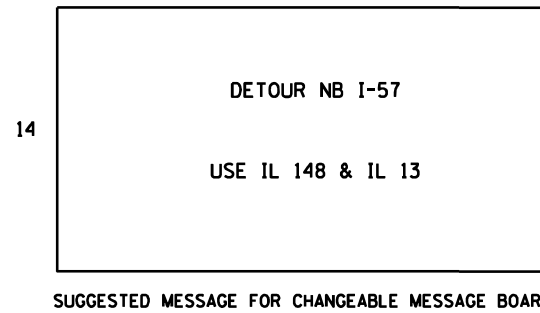 DETOUR NB I-57
14
USE IL 148 & IL 13
SUGGESTED MESSAGE FOR CHANGEABLE MESSAGE BOAR